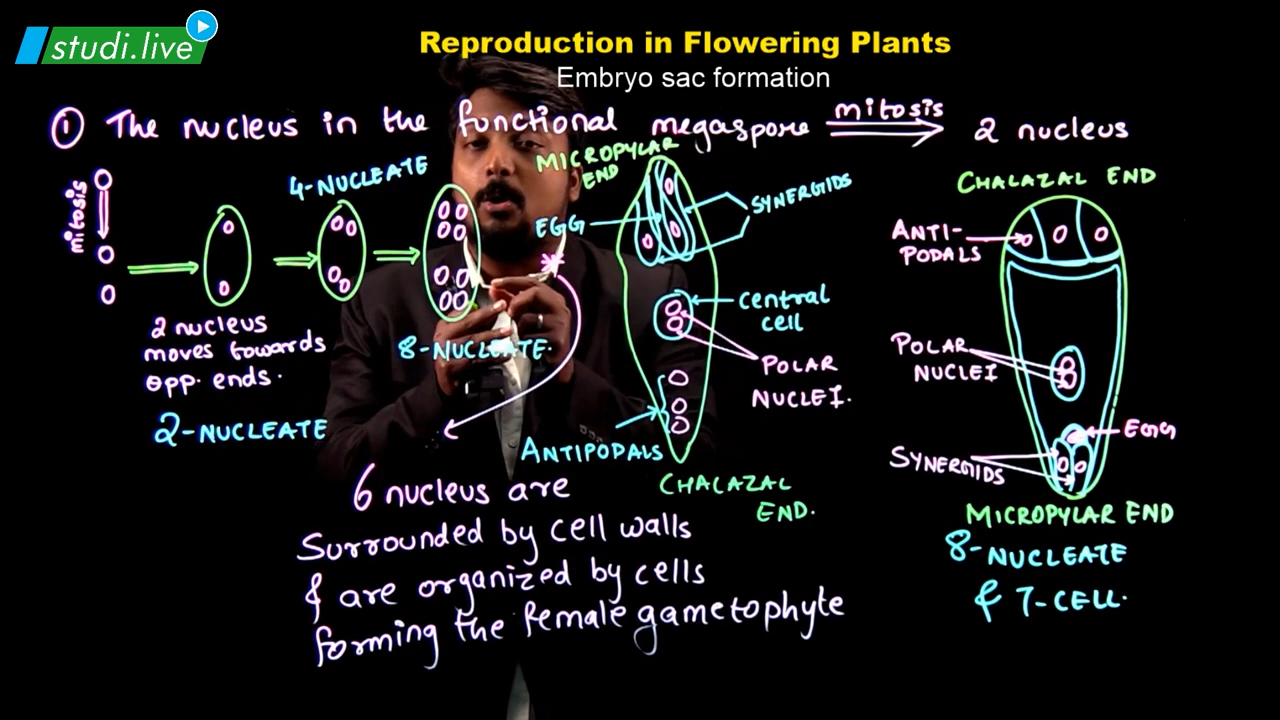 studi.live
Reproduction in Flowering Plants
Embryo sac formation
① The nucleus in the functional megaspore mitosis 2 nucleus
mitosis
2 nucleus
moves towards
opp. ends.
2-NUCLEATE
4-NUCLEATE
8-NUCLEATE.
MICROPYLAR
END
EGG
SYNERGIDS
central
cell
POLAR
NUCLEI.
ANTIPODALS
CHALAZAL
END.
6 nucleus are
Surrounded by cell walls
& are organized by cells
forming the female gametophyte
CHALAZAL END
ANTI-
PODALS
POLAR
NUCLEI
EGG
SYNERGIDS
MICROPYLAR END
8-NUCLEATE
& 7-CELL.